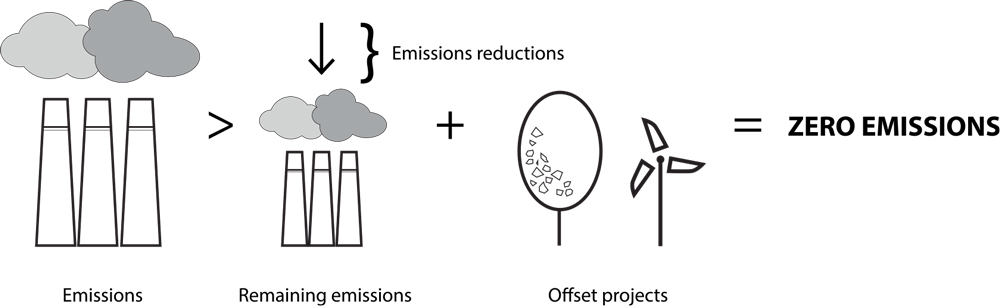 Emissions reductions
>
+
= ZERO EMISSIONS
Emissions
Remaining emissions
Offset projects